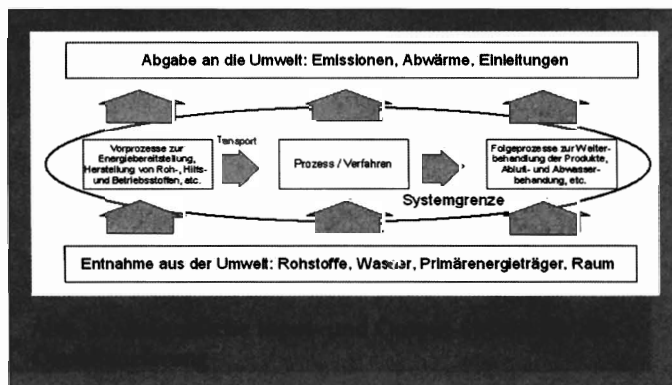 Abgabe an die Umwelt: Emissionen, Abwärme, Einleitungen
Vorprozesse zur
Energiebereitstellung,
Herstellung von Roh-, Hilfs-
und Betriebsstoffen, etc.
Transport
Prozess / Verfahren
Folgeprozesse zur Weiter-
behandlung der Produkte,
Abluft- und Abwasser-
behandlung, etc.
Systemgrenze
Entnahme aus der Umwelt: Rohstoffe, Wasser, Primärenergieträger, Raum